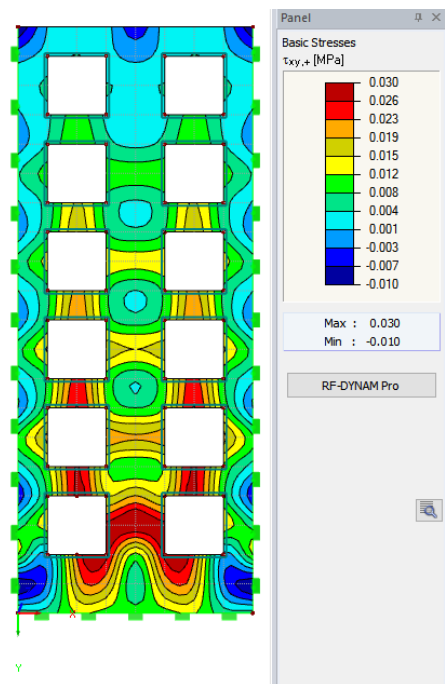 Panel
Basic Stresses
τxy,+ [MPa]
0.030
0.026
0.023
0.019
0.015
0.012
0.008
0.004
0.001
-0.003
-0.007
-0.010
Max : 0.030
Min : -0.010
RF-DYNAM Pro
X
Y